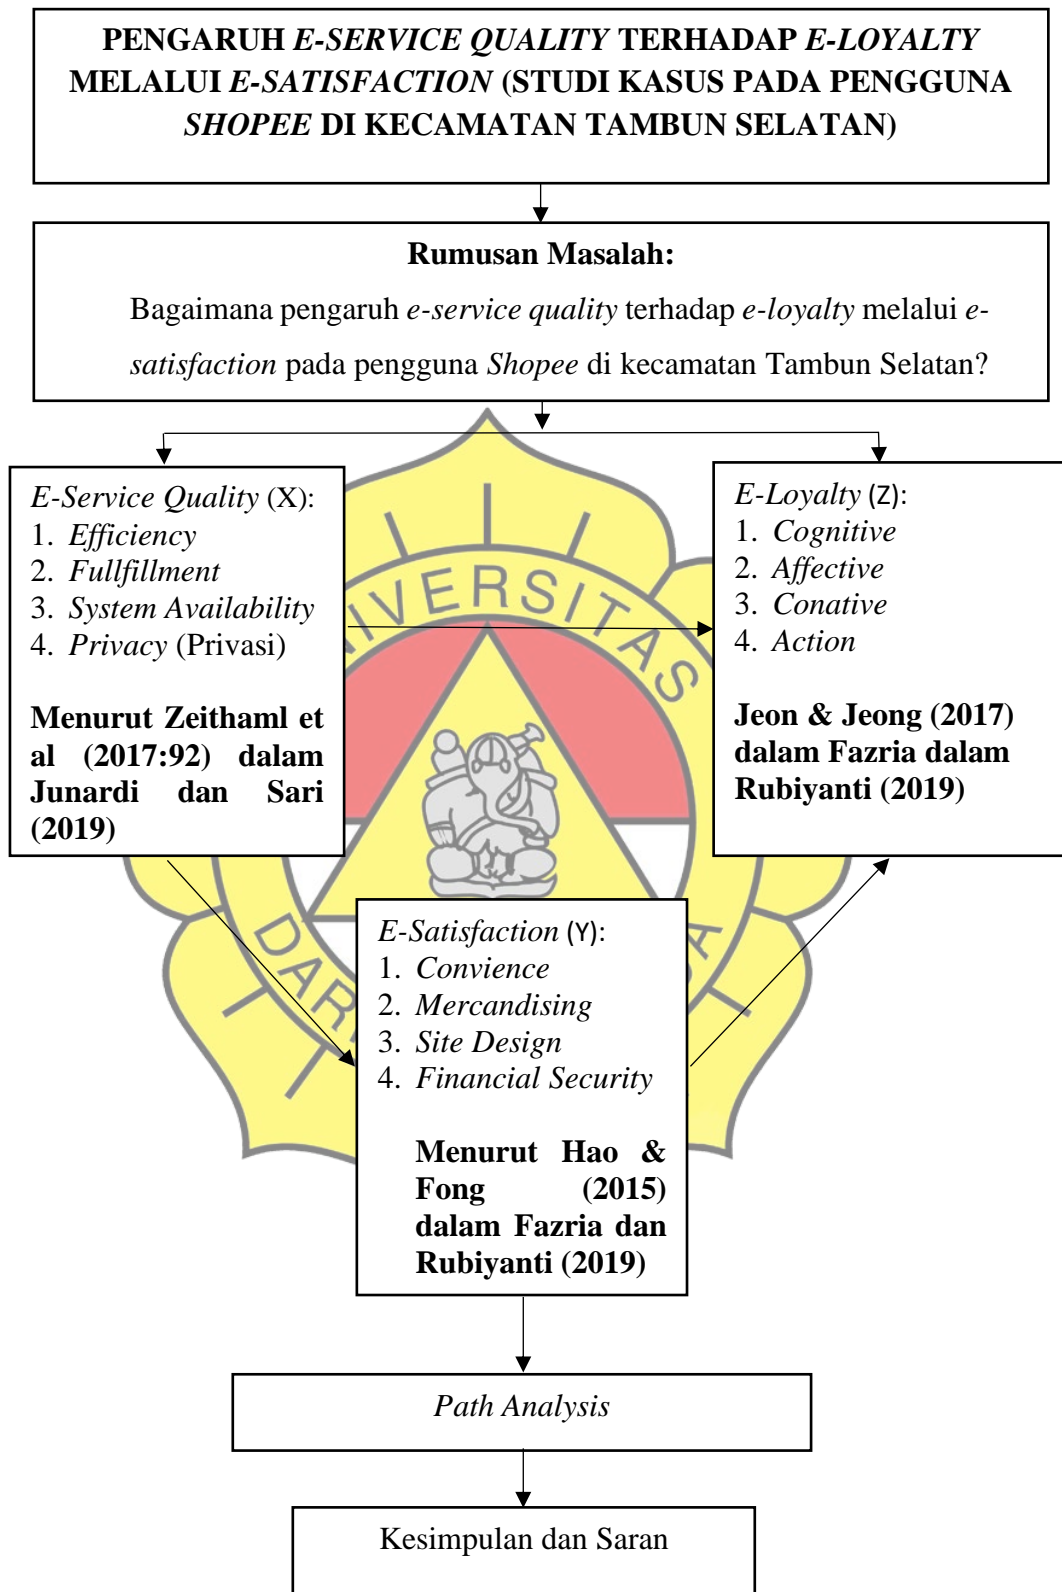 PENGARUH E-SERVICE QUALITY TERHADAP E-LOYALTY
MELALUI E-SATISFACTION (STUDI KASUS PADA PENGGUNA
SHOPEE DI KECAMATAN TAMBUN SELATAN)
Rumusan Masalah:
Bagaimana pengaruh e-service quality terhadap e-loyalty melalui e-
satisfaction pada pengguna Shopee di kecamatan Tambun Selatan?
E-Service Quality (X):
1. Efficiency
2. Fullfillment
3. System Availability
4. Privacy (Privasi)
Menurut Zeithaml et
al (2017:92) dalam
Junardi dan Sari
(2019)
E-Loyalty (Z):
1. Cognitive
2. Affective
3. Conative
4. Action
Jeon & Jeong (2017)
dalam Fazria dalam
Rubiyanti (2019)
E-Satisfaction (Y):
1. Convience
2. Mercandising
3. Site Design
4. Financial Security
Menurut Hao &
Fong (2015)
dalam Fazria dan
Rubiyanti (2019)
Path Analysis
Kesimpulan dan Saran
UNIVERSITAS